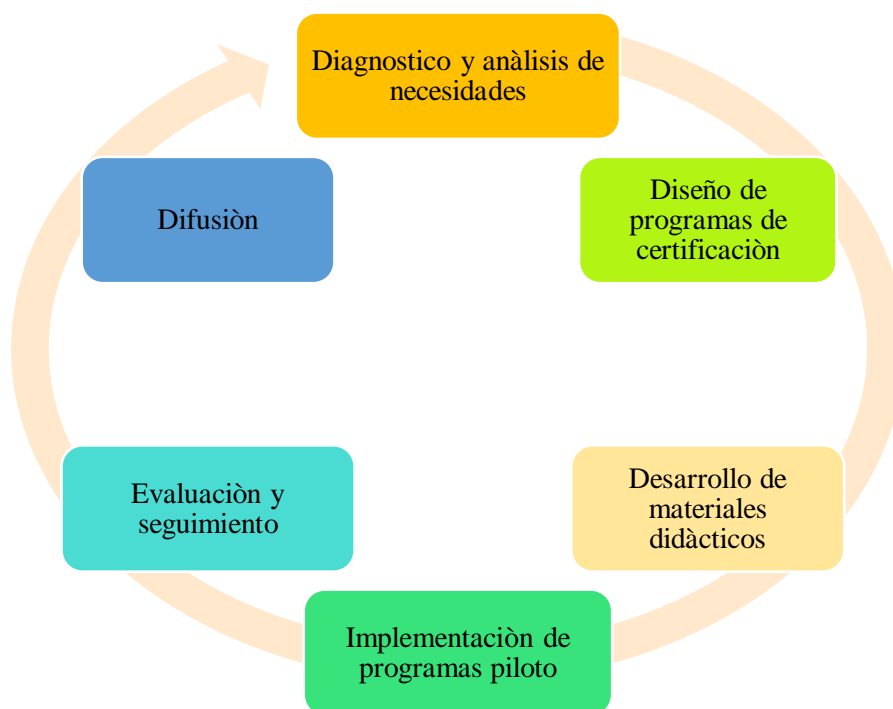 Diagnostico y anàlisis de
necesidades
Diseño de
programas de
certificaciòn
Desarrollo de
materiales
didàcticos
Implementaciòn de
programas piloto
Evaluaciòn y
seguimiento
Difusiòn